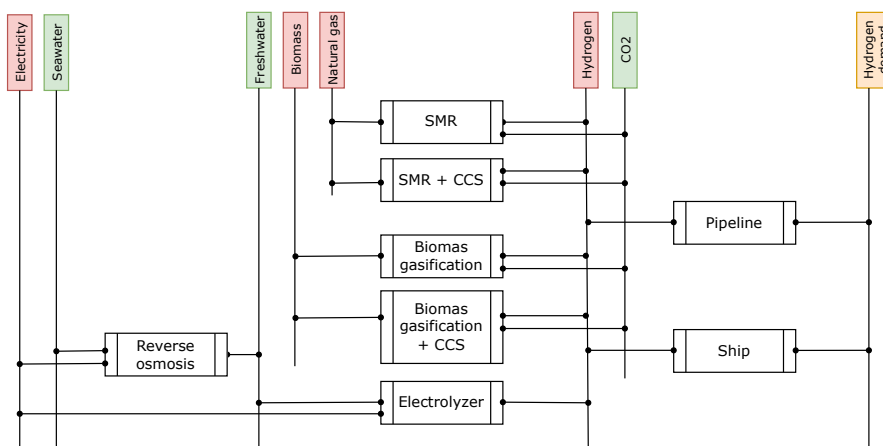 Electricity
Seawater
Freshwater
Biomass
Natural gas
Hydrogen
CO2
Hydrogen
demand
SMR
SMR + CCS
Pipeline
Biomas
gasification
Biomas
gasification
+ CCS
Reverse
osmosis
Ship
Electrolyzer